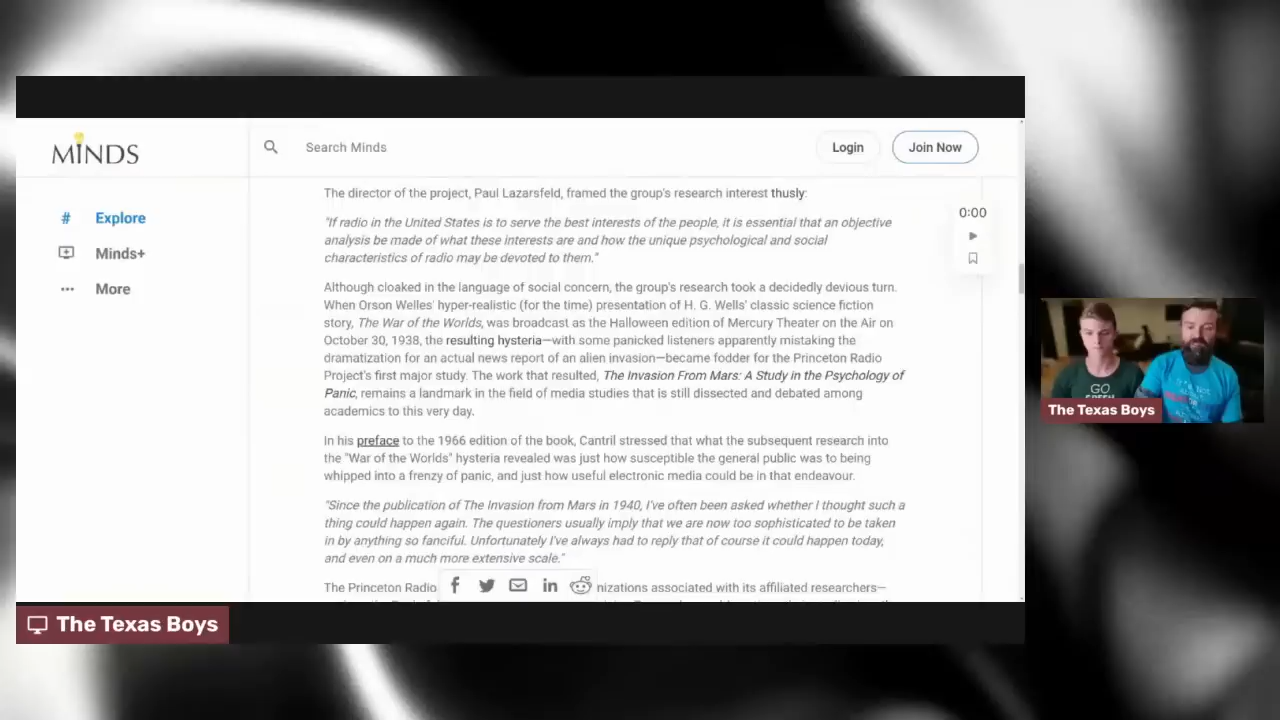 MINDS
Search Minds
Login
Join Now
# Explore
Minds+
More
0:00
The director of the project, Paul Lazarsfeld, framed the group's research interest thusly:
"If radio in the United States is to serve the best interests of the people, it is essential that an objective
analysis be made of what these interests are and how the unique psychological and social
characteristics of radio may be devoted to them."
Although cloaked in the language of social concern, the group's research took a decidedly devious turn.
When Orson Welles' hyper-realistic (for the time) presentation of H. G. Wells' classic science fiction
story, The War of the Worlds, was broadcast as the Halloween edition of Mercury Theater on the Air on
October 30, 1938, the resulting hysteria—with some panicked listeners apparently mistaking the
dramatization for an actual news report of an alien invasion—became fodder for the Princeton Radio
Project's first major study. The work that resulted, The Invasion From Mars: A Study in the Psychology of
Panic, remains a landmark in the field of media studies that is still dissected and debated among
academics to this very day.
In his preface to the 1966 edition of the book, Cantril stressed that what the subsequent research into
the "War of the Worlds" hysteria revealed was just how susceptible the general public was to being
whipped into a frenzy of panic, and just how useful electronic media could be in that endeavour.
"Since the publication of The Invasion from Mars in 1940, I've often been asked whether I thought such a
thing could happen again. The questioners usually imply that we are now too sophisticated to be taken
in by anything so fanciful. Unfortunately I've always had to reply that of course it could happen today,
and even on a much more extensive scale."
The Princeton Radio nizations associated with its affiliated researchers—
GO
The Texas Boys
The Texas Boys